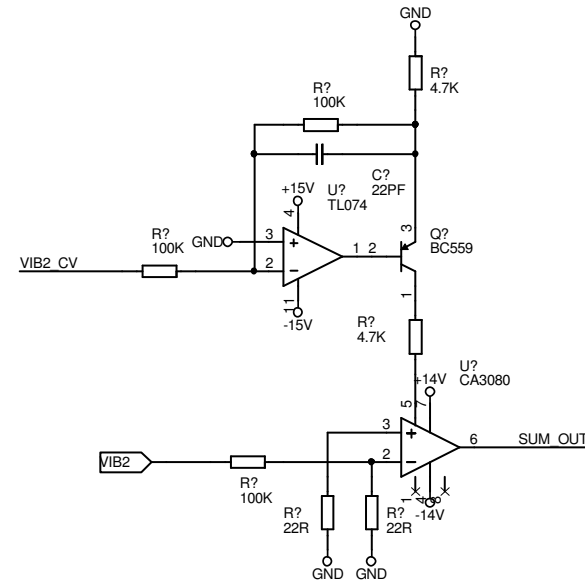 GND
R?
4.7K
R?
100K
C?
22PF
+15V
U?
TL074
4
3
R?
100K
GND
3
1
2
Q?
BC559
VIB2_CV
2
11
-15V
1
R?
4.7K
U?
CA3080
+14V
5
7
3
6
SUM_OUT
VIB2
2
R?
100K
1
4
8
-14V
R?
22R
R?
22R
GND
GND